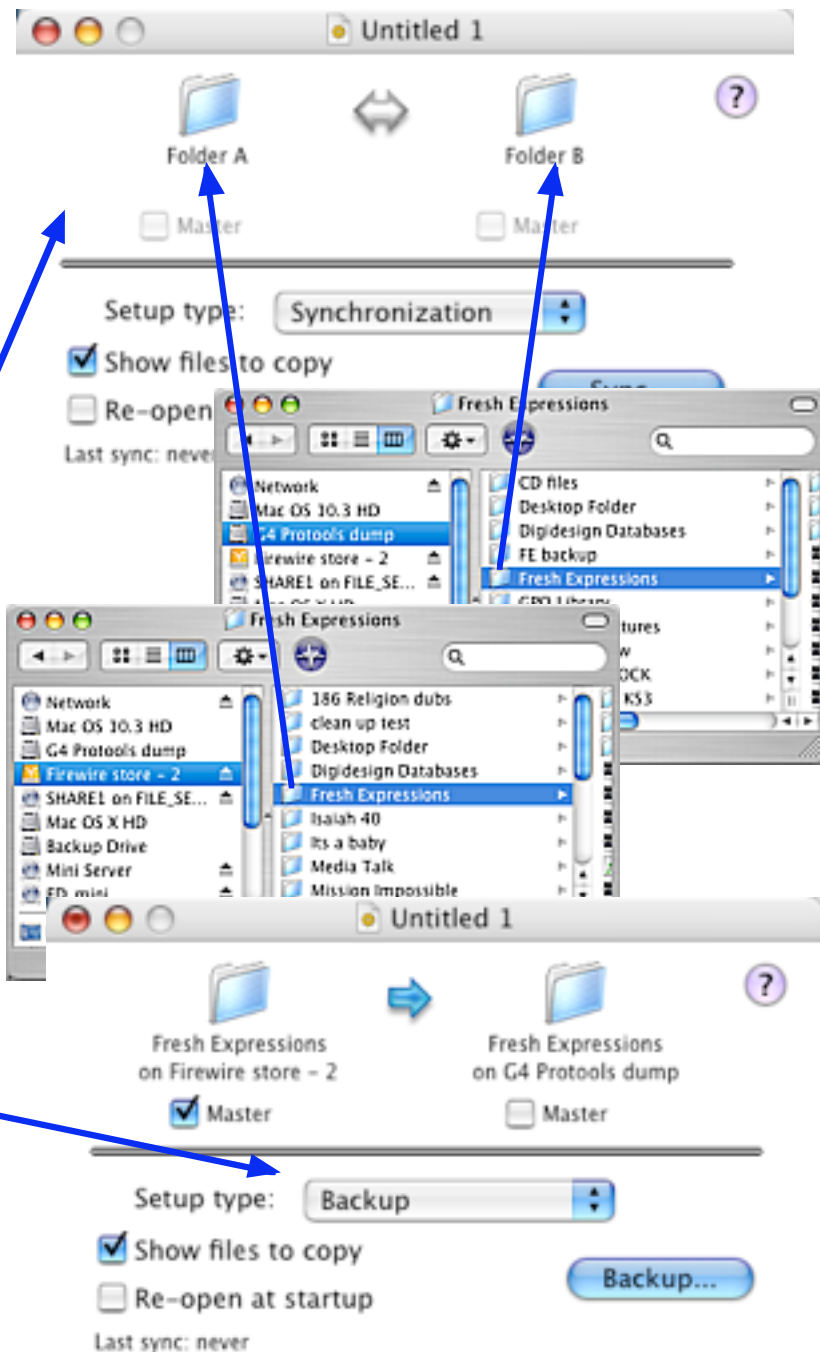 Untitled 1
Folder A
Folder B
?
Master
Master
Setup type: Synchronization
Show files to copy
Re-open
Last sync: never
Fresh Expressions
Network
CD files
Mac OS 10.3 HD
Desktop Folder
G4 Protools dump
Digidesign Databases
Firewire store - 2
FE backup
SHARE1 on FILE_SE...
Fresh Expressions
Fresh Expressions
Network
186 Religion dubs
Mac OS 10.3 HD
clean up test
G4 Protools dump
Desktop Folder
Firewire store - 2
Digidesign Databases
SHARE1 on FILE_SE...
Fresh Expressions
Mac OS X HD
Isaiah 40
Backup Drive
Its a baby
Mini Server
Media Talk
Mission Impossible
Untitled 1
?
Fresh Expressions
on Firewire store - 2
Fresh Expressions
on G4 Protools dump
Master
Master
Setup type: Backup
Show files to copy
Backup...
Re-open at startup
Last sync: never